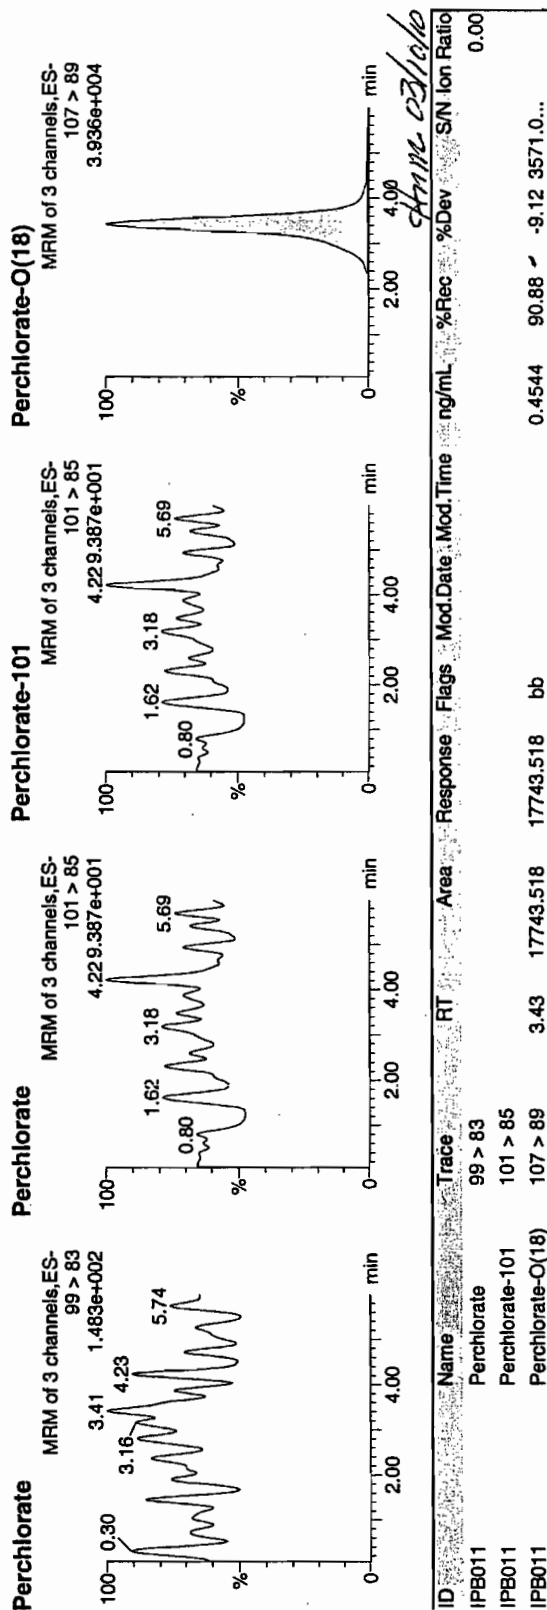 Perchlorate
MRM of 3 channels,ES-
99 > 83
1.483e+002
100
%
0
0.30
3.16
3.41
4.23
5.74
2.00
4.00
min
Perchlorate
MRM of 3 channels,ES-
101 > 85
4.22 9.387e+001
100
%
0
0.80
1.62
3.18
5.69
2.00
4.00
min
Perchlorate-101
MRM of 3 channels,ES-
101 > 85
4.22 9.387e+001
100
%
0
0.80
1.62
3.18
5.69
2.00
4.00
min
Perchlorate-O(18)
MRM of 3 channels,ES-
107 > 89
3.936e+004
100
%
0
2.00
4.00
min
03/10/10
ID Name Trace RT Area Response Flags Mod.Date Mod.Time ng/mL %Rec %Dev S/N Ion Ratio
IPB011 Perchlorate 99 > 83 0.00
IPB011 Perchlorate-101 101 > 85
IPB011 Perchlorate-O(18) 107 > 89 3.43 17743.518 17743.518 bb 0.4544 90.88 -9.12 3571.0...